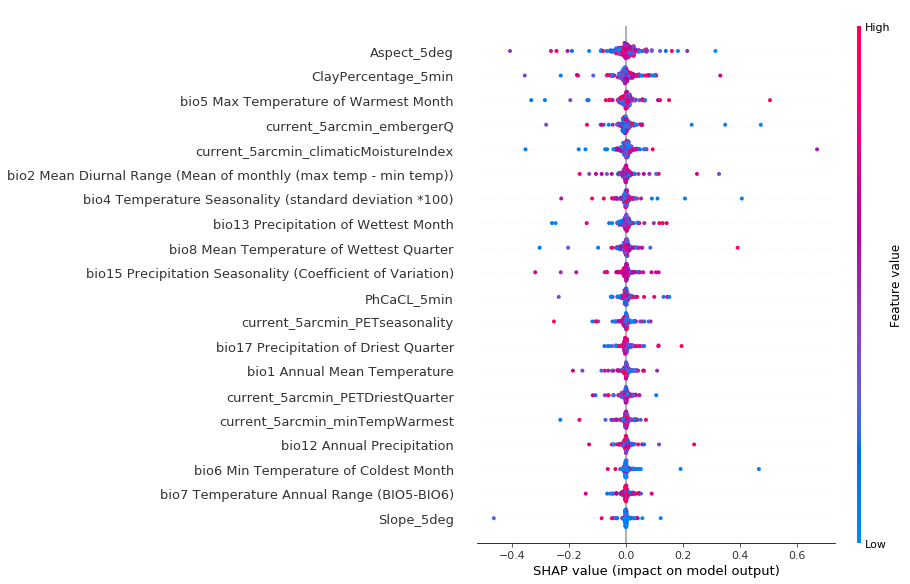 High
Aspect_5deg
ClayPercentage_5min
bio5 Max Temperature of Warmest Month
current_5arcmin_embergerQ
current_5arcmin_climaticMoistureIndex
bio2 Mean Diurnal Range (Mean of monthly (max temp - min temp))
bio4 Temperature Seasonality (standard deviation *100)
bio13 Precipitation of Wettest Month
bio8 Mean Temperature of Wettest Quarter
bio15 Precipitation Seasonality (Coefficient of Variation)
PhCaCL_5min
current_5arcmin_PETseasonality
bio17 Precipitation of Driest Quarter
bio1 Annual Mean Temperature
current_5arcmin_PETDriestQuarter
current_5arcmin_minTempWarmest
bio12 Annual Precipitation
bio6 Min Temperature of Coldest Month
bio7 Temperature Annual Range (BIO5-BIO6)
Slope_5deg
Feature value
Low
−0.4 −0.2 0.0 0.2 0.4 0.6
SHAP value (impact on model output)